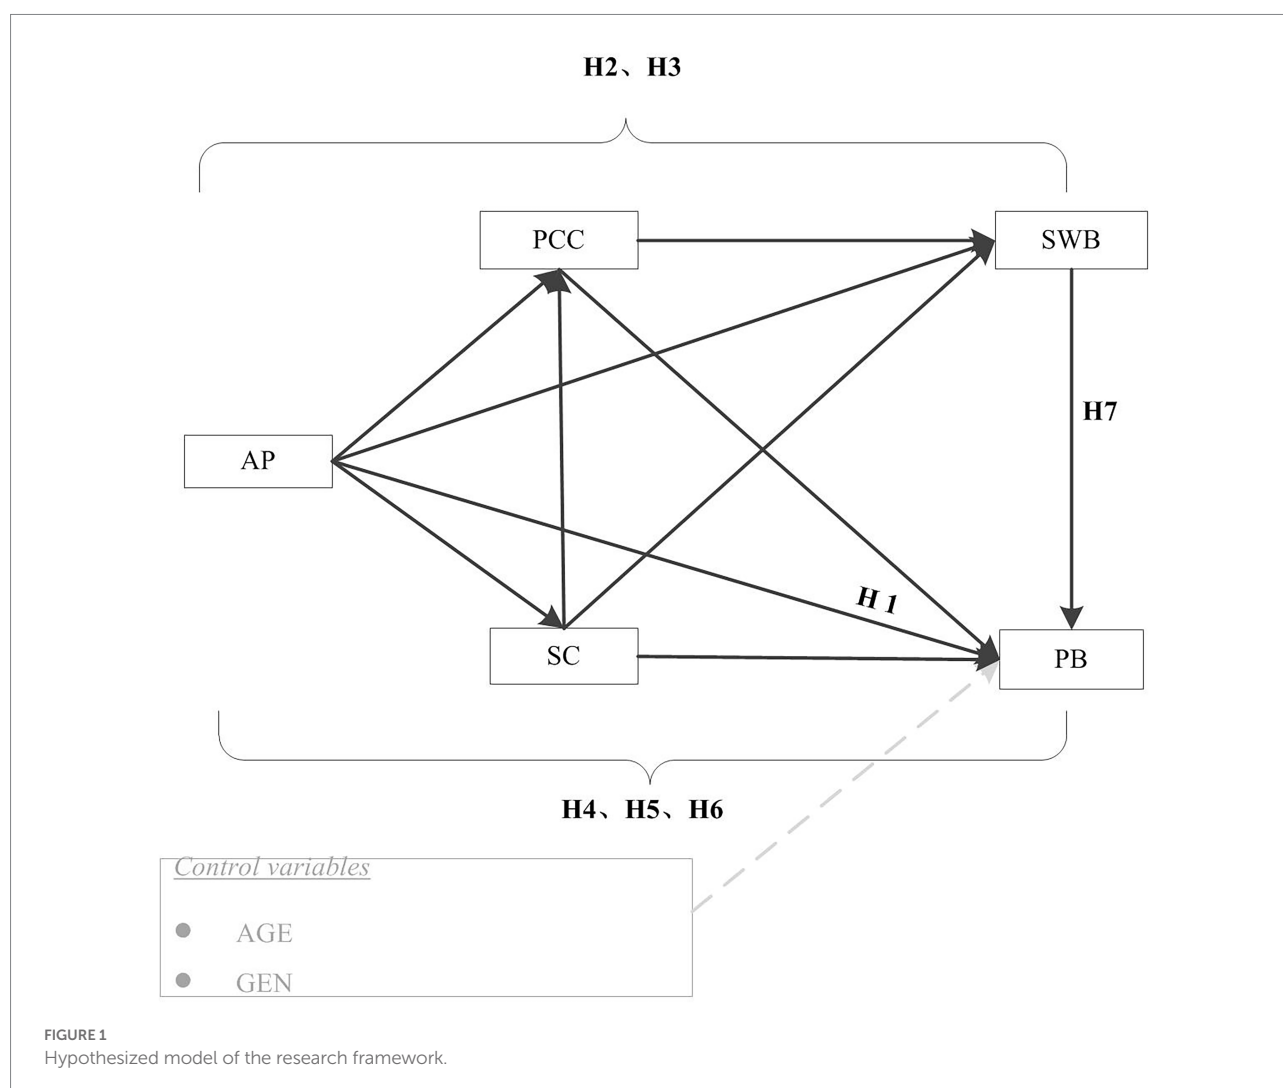 H2、H3
PCC
SWB
H7
AP
H 1
SC
PB
H4、H5、H6
Control variables
● AGE
● GEN
FIGURE 1
Hypothesized model of the research framework.